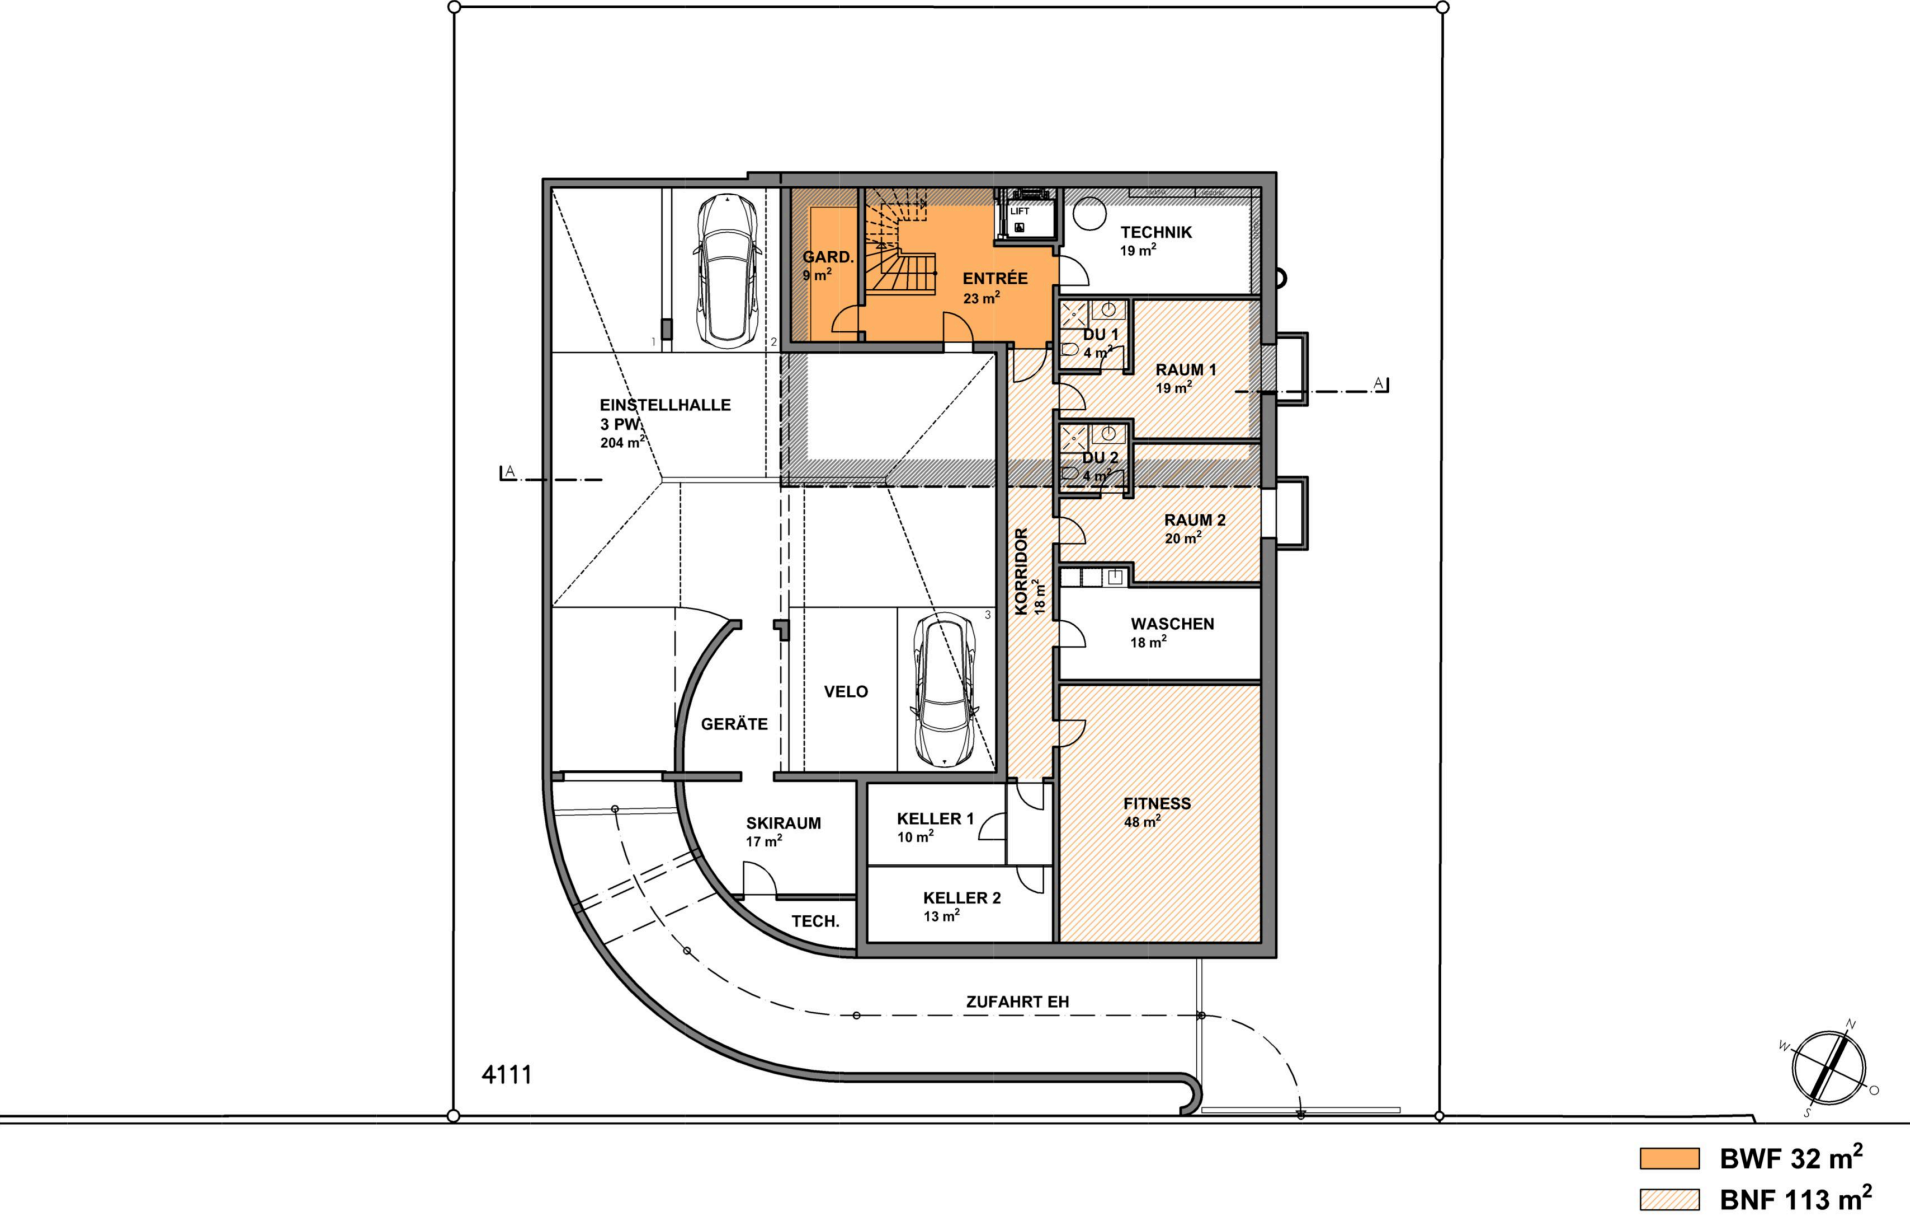 LIFT
TECHNIK
19 m²
GARD.
9 m²
ENTRÉE
23 m²
1
2
DU 1
4 m²
RAUM 1
19 m²
A
EINSTELLHALLE
3 PW.
204 m²
DU 2
4 m²
A
RAUM 2
20 m²
KORRIDOR
18 m²
3
WASCHEN
18 m²
VELO
GERÄTE
FITNESS
48 m²
SKIRAUM
17 m²
KELLER 1
10 m²
KELLER 2
13 m²
TECH.
ZUFAHRT EH
4111
N
W
O
S
BWF 32 m²
BNF 113 m²